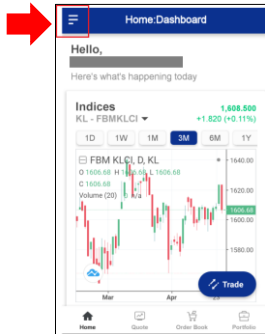 Home:Dashboard
Hello,
Here's what's happening today
Indices
1,608.500
KL - FBMKLCI
+1.820 (+0.11%)
1D 1W 1M 3M 6M 1Y
FBM KLCI, D, KL
O 1606.68 H 1606.68 L 1606.68
C 1606.68
Volume (20) n/a
1640.00
1620.00
1606.68
1600.00
1580.00
Trade
Mar Apr
Home Quote Order Book Portfolio